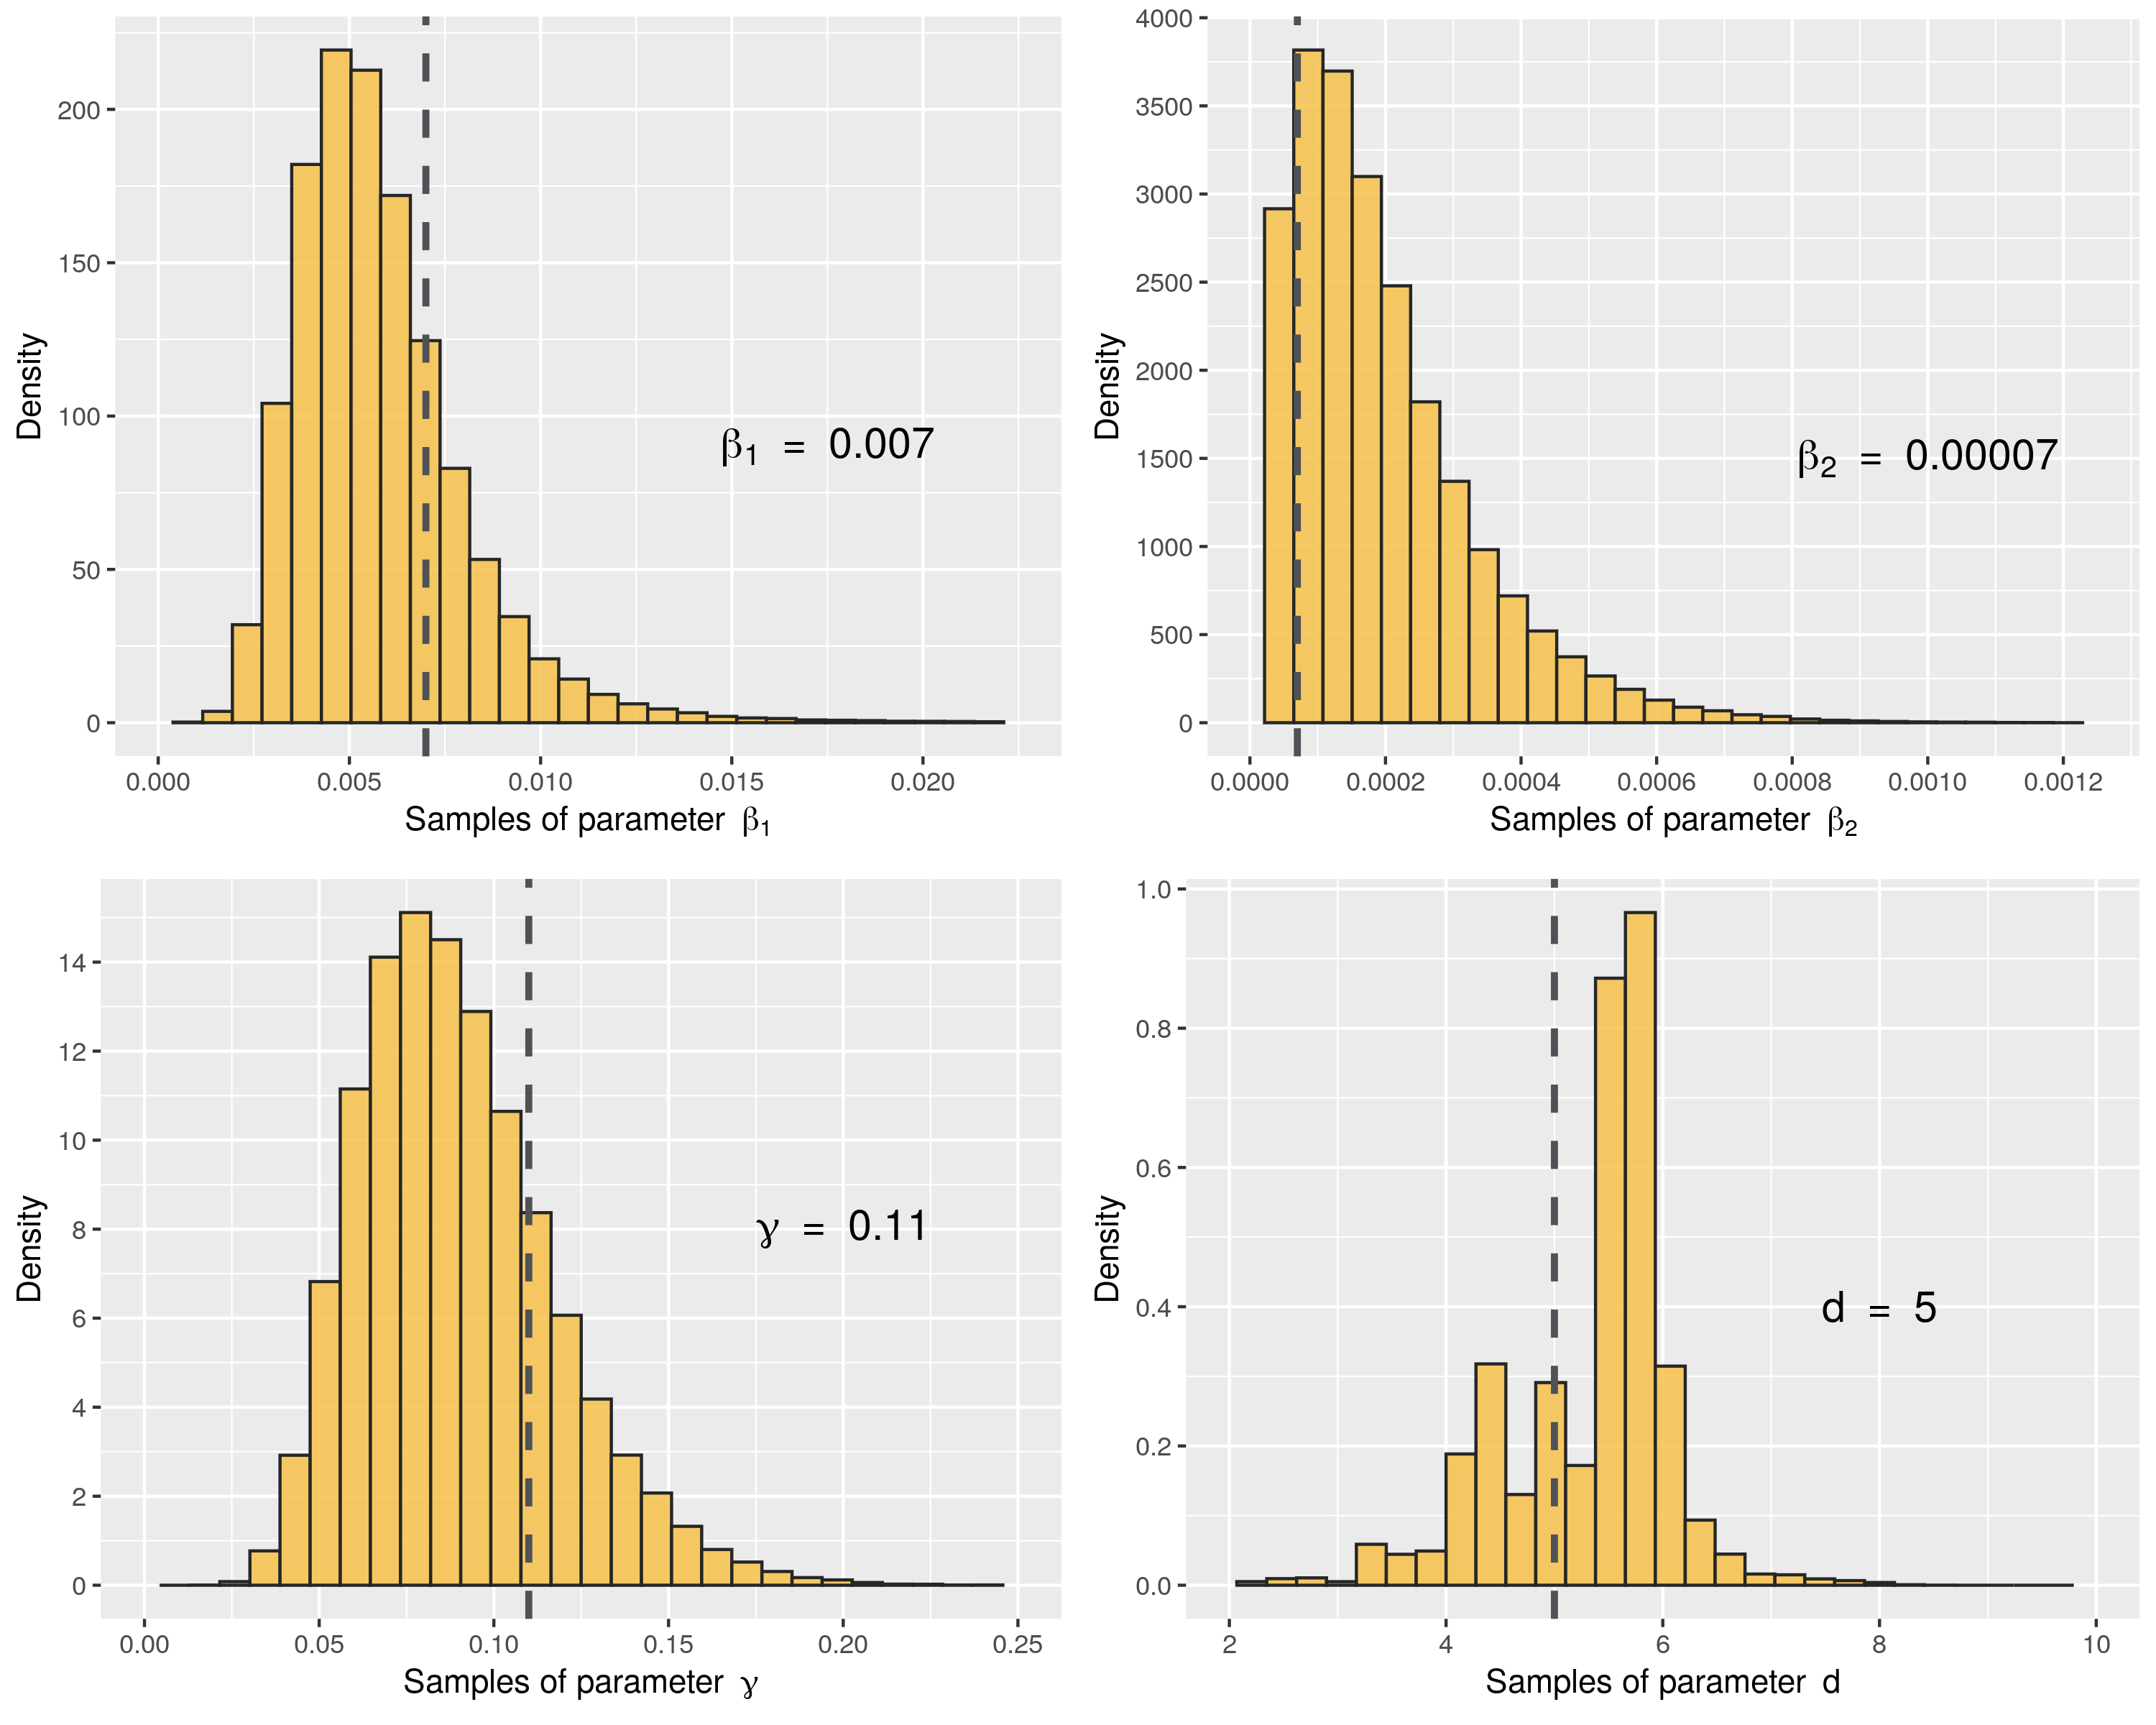 Density
200
150
100
50
0
β1 = 0.007
0.000 0.005 0.010 0.015 0.020
Samples of parameter β1
Density
4000
3500
3000
2500
2000
1500
1000
500
0
β2 = 0.00007
0.0000 0.0002 0.0004 0.0006 0.0008 0.0010 0.0012
Samples of parameter β2
Density
14
12
10
8
6
4
2
0
γ = 0.11
0.00 0.05 0.10 0.15 0.20 0.25
Samples of parameter γ
Density
1.0
0.8
0.6
0.4
0.2
0.0
d = 5
2 4 6 8 10
Samples of parameter d